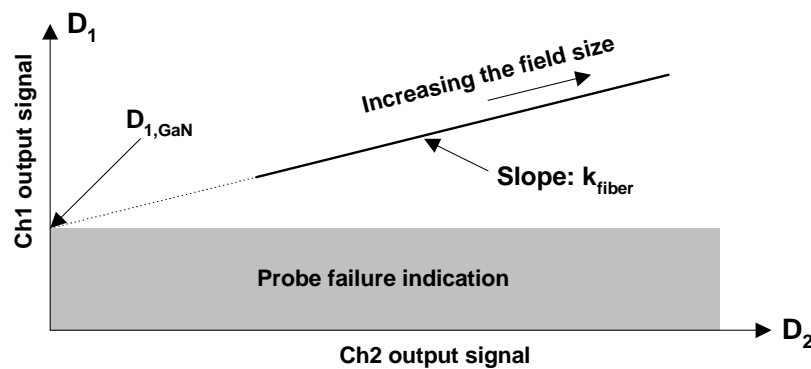 D1
Increasing the field size
D1,GaN
Slope: kfiber
Ch1 output signal
Probe failure indication
D2
Ch2 output signal